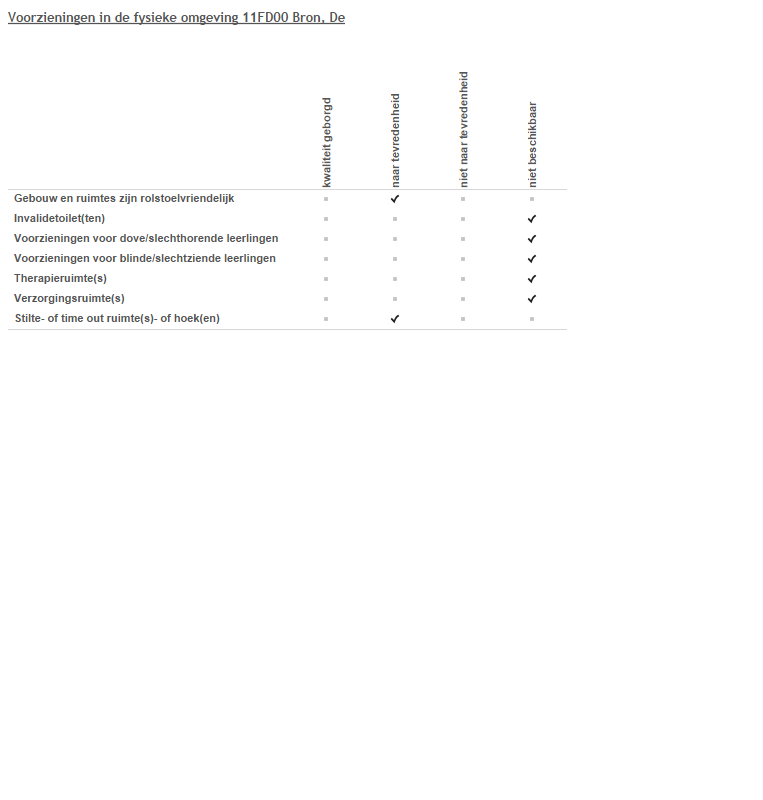 Voorzieningen in de fysieke omgeving 11FD00 Bron, De
kwaliteit geborgd
naar tevredenheid
niet naar tevredenheid
niet beschikbaar
Gebouw en ruimtes zijn rolstoelvriendelijk
Invalidetoilet(ten)
Voorzieningen voor dove/slechthorende leerlingen
Voorzieningen voor blinde/slechtziende leerlingen
Therapieruimte(s)
Verzorgingsruimte(s)
Stilte- of time out ruimte(s)- of hoek(en)